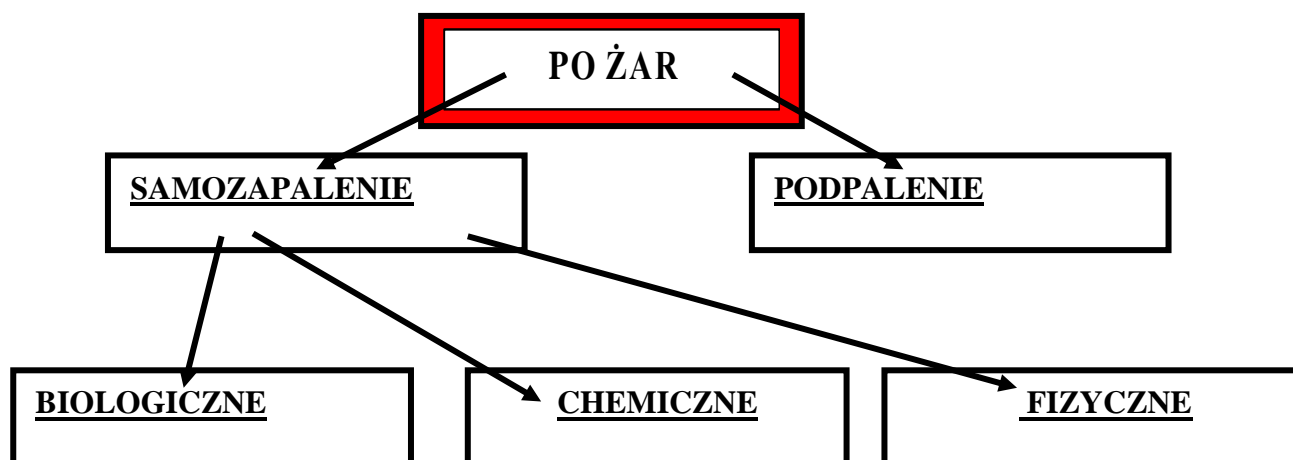 PO ŻAR
SAMOZAPALENIE
PODPALENIE
BIOLOGICZNE
CHEMICZNE
FIZYCZNE